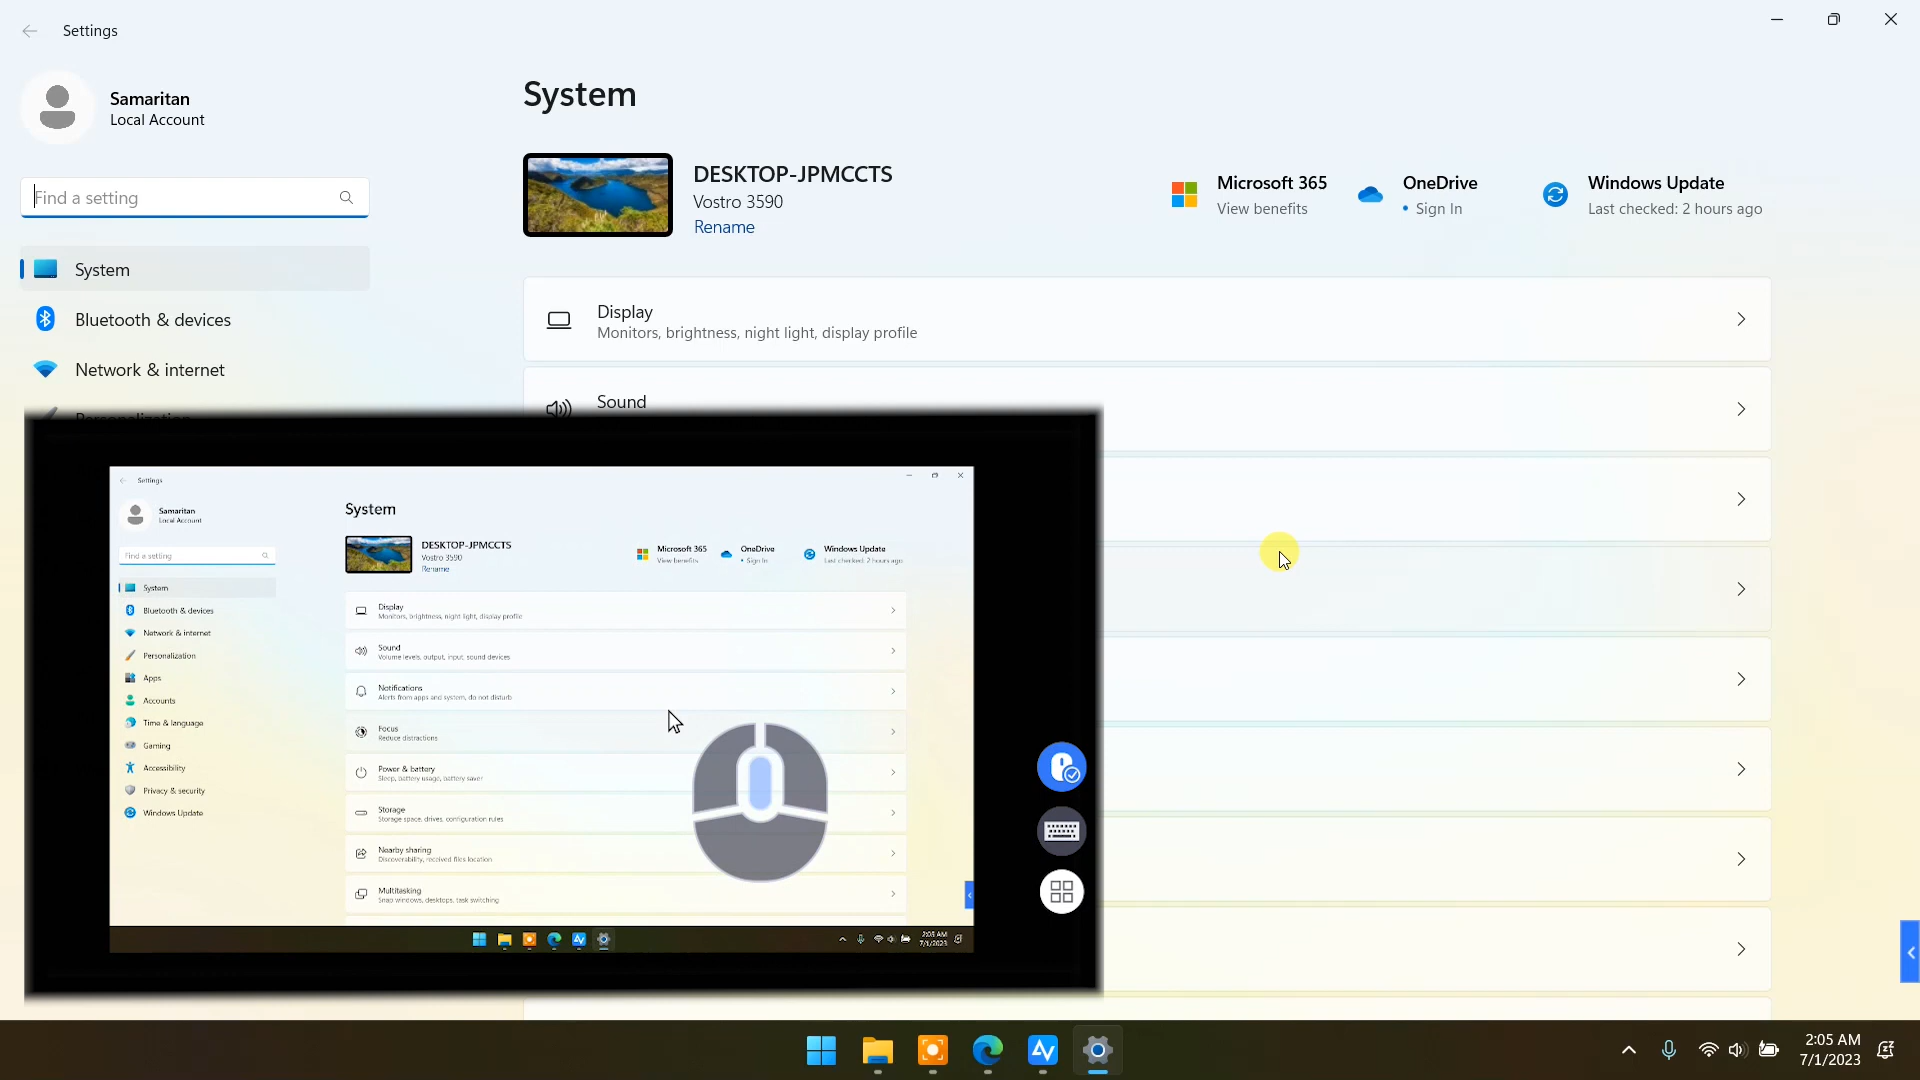 Settings
Samaritan
Local Account
Find a setting
System
Bluetooth & devices
Network & internet
Personalization
System
DESKTOP-JPMCCTS
Vostro 3590
Rename
Microsoft 365
View benefits
OneDrive
• Sign In
Windows Update
Last checked: 2 hours ago
Display
Monitors, brightness, night light, display profile
Sound
Settings
Samaritan
Local Account
Find a setting
System
Bluetooth & devices
Network & internet
Personalization
Apps
Accounts
Time & language
Gaming
Accessibility
Privacy & security
Windows Update
System
DESKTOP-JPMCCTS
Vostro 3590
Rename
Microsoft 365
View benefits
OneDrive
• Sign In
Windows Update
Last checked: 2 hours ago
Display
Monitors, brightness, night light, display profile
Sound
Volume levels, output, input, sound devices
Notifications
Alerts from apps and system, do not disturb
Focus
Reduce distractions
Power & battery
Sleep, battery usage, battery saver
Storage
Storage space, drives, configuration rules
Nearby sharing
Discoverability, received files location
Multitasking
Snap windows, desktops, task switching
2:05 AM
7/1/2023
2:05 AM
7/1/2023